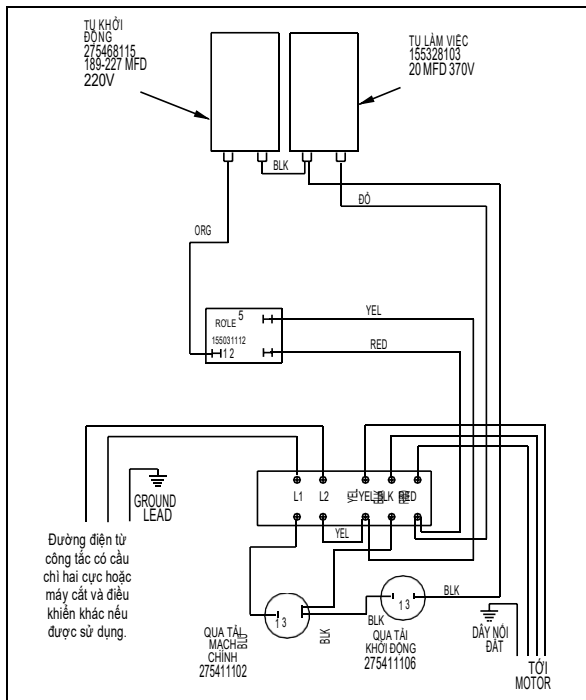 TỤ KHỞI
ĐỘNG
275468115
189-227 MFD
220V
TỤ LÀM VIỆC
155328103
20 MFD 370V
BLK
ĐỎ
ORG
5
RƠLE
155031112
1 2
YEL
RED
L1 L2 YEL YEL BLK RED
GROUND
LEAD
YEL
Đường điện từ
công tắc có cầu
chì hai cực hoặc
máy cắt và điều
khiển khác nếu
được sử dụng.
BLU
1 3
BLK
QUA TẢI
MẠCH
CHÍNH
275411102
BLK
1 3
BLK
QUA TẢI
KHỞI ĐỘNG
275411106
DÂY NỐI
ĐẤT
TỚI
MOTOR